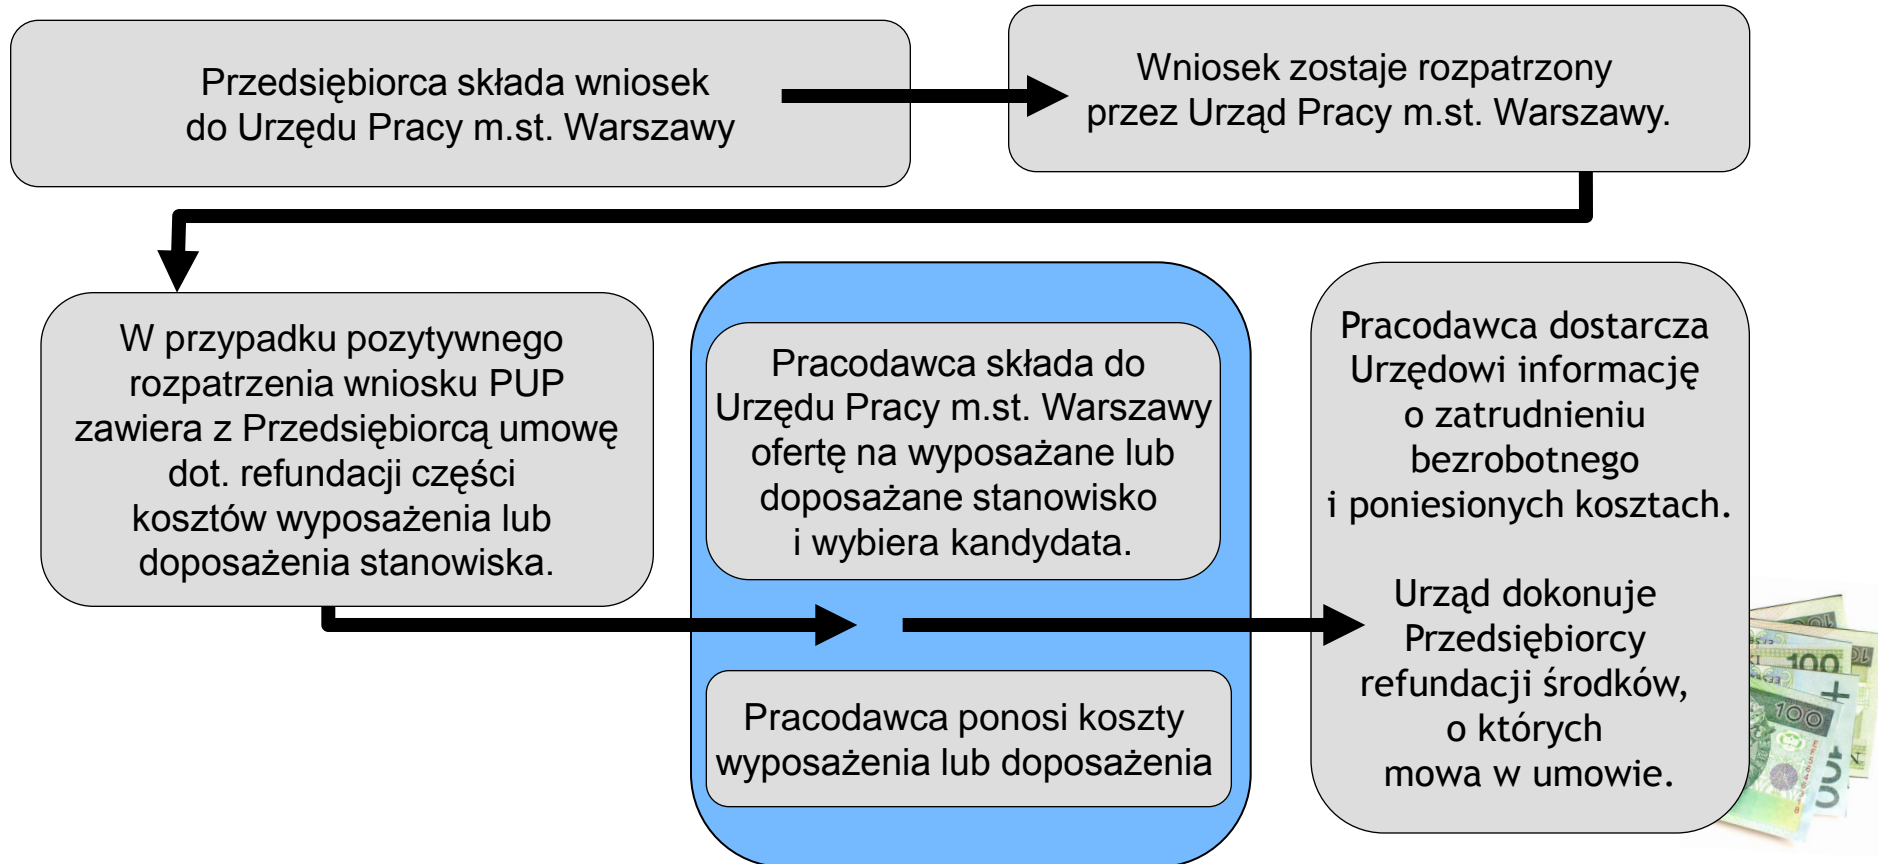 Przedsiębiorca składa wniosek
do Urzędu Pracy m.st. Warszawy
Wniosek zostaje rozpatrzony
przez Urząd Pracy m.st. Warszawy.
W przypadku pozytywnego
rozpatrzenia wniosku PUP
zawiera z Przedsiębiorcą umowę
dot. refundacji części
kosztów wyposażenia lub
doposażenia stanowiska.
Pracodawca składa do
Urzędu Pracy m.st. Warszawy
ofertę na wyposażane lub
doposażane stanowisko
i wybiera kandydata.
Pracodawca ponosi koszty
wyposażenia lub doposażenia
Pracodawca dostarcza
Urzędowi informację
o zatrudnieniu
bezrobotnego
i poniesionych kosztach.
Urząd dokonuje
Przedsiębiorcy
refundacji środków,
o których
mowa w umowie.
100
100